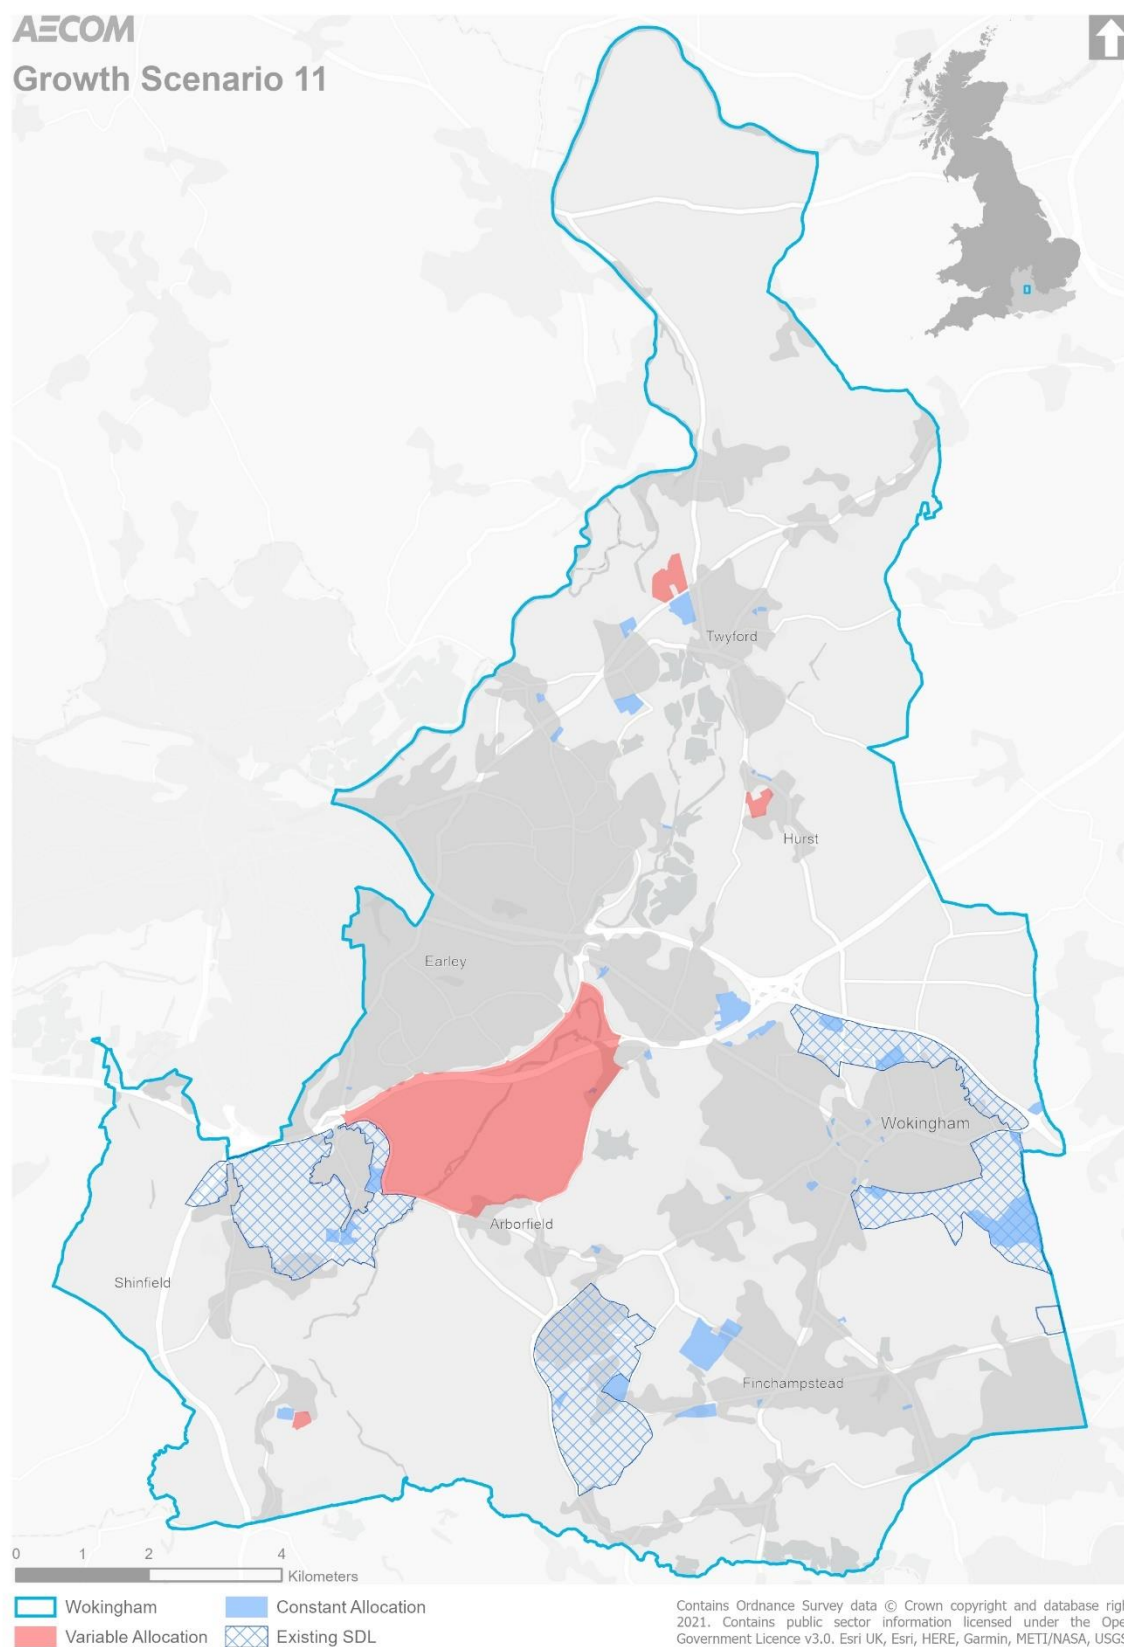 AECOM
Growth Scenario 11
Twyford
Hurst
Earley
Wokingham
Arborfield
Shinfield
Finchampstead
0 1 2 4
Kilometers
Wokingham
Constant Allocation
Variable Allocation
Existing SDL
Contains Ordnance Survey data © Crown copyright and database righ
2021. Contains public sector information licensed under the Ope
Government Licence v3.0. Esri UK, Esri, HERE, Garmin, METI/NASA, USGS